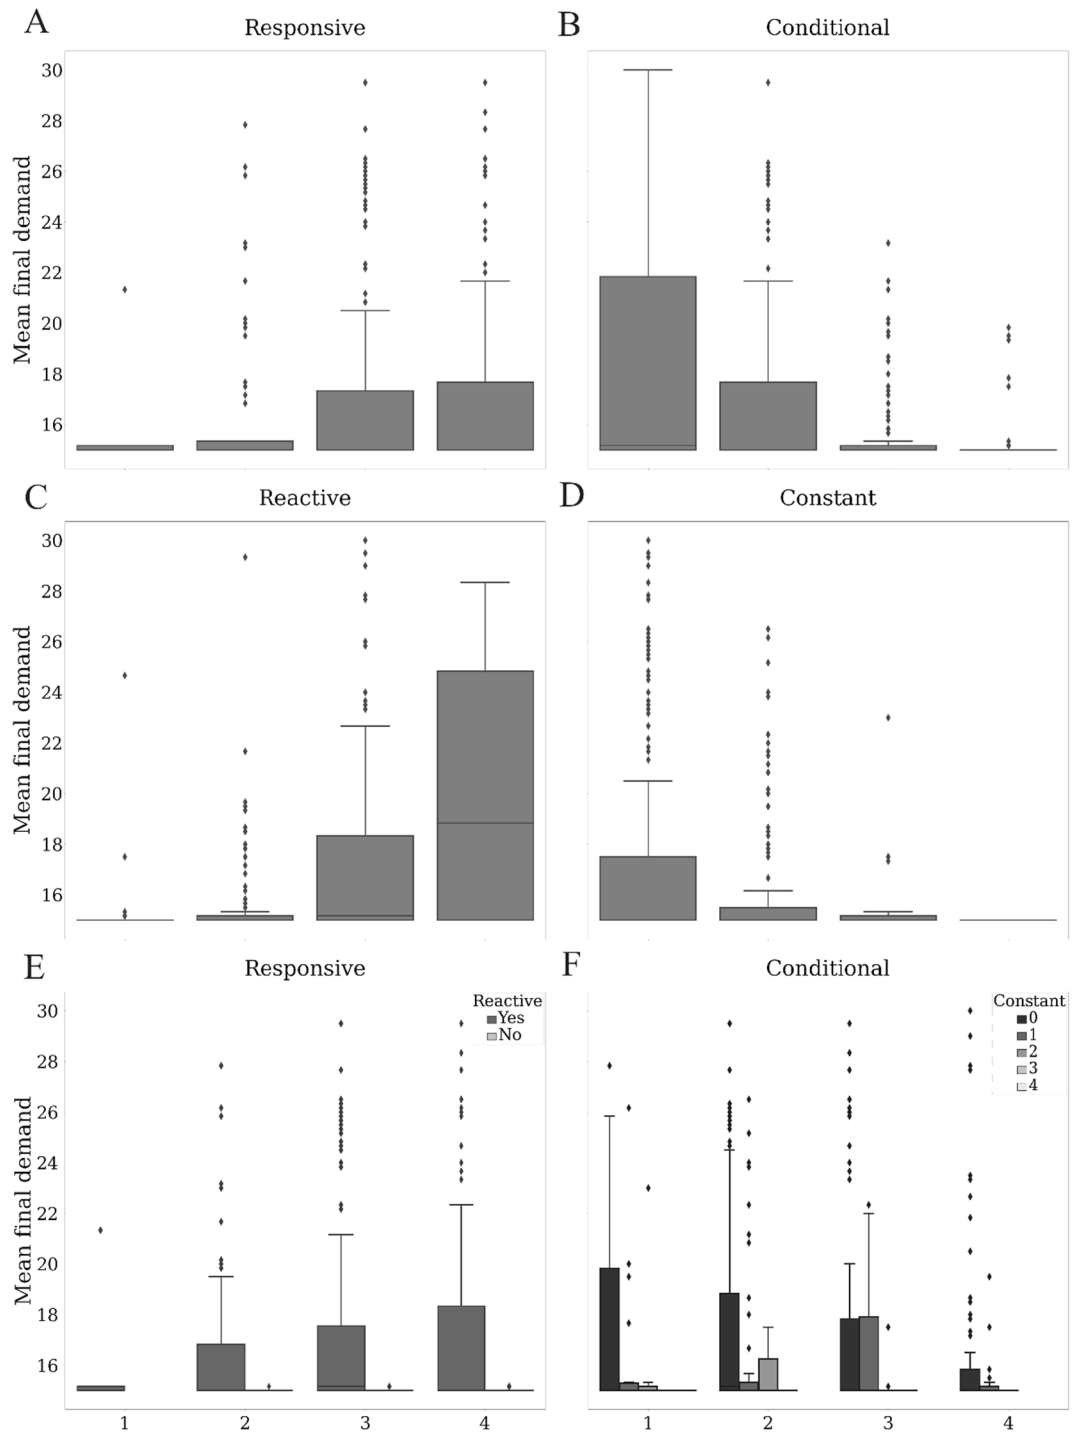 A Responsive B Conditional
30
28
26
24
22
20
18
16
Mean final demand
C Reactive D Constant
30
28
26
24
22
20
18
16
Mean final demand
E Responsive F Conditional
30
28
26
24
22
20
18
16
Mean final demand
Reactive
Yes
No
Constant
0
1
2
3
4
1 2 3 4 1 2 3 4